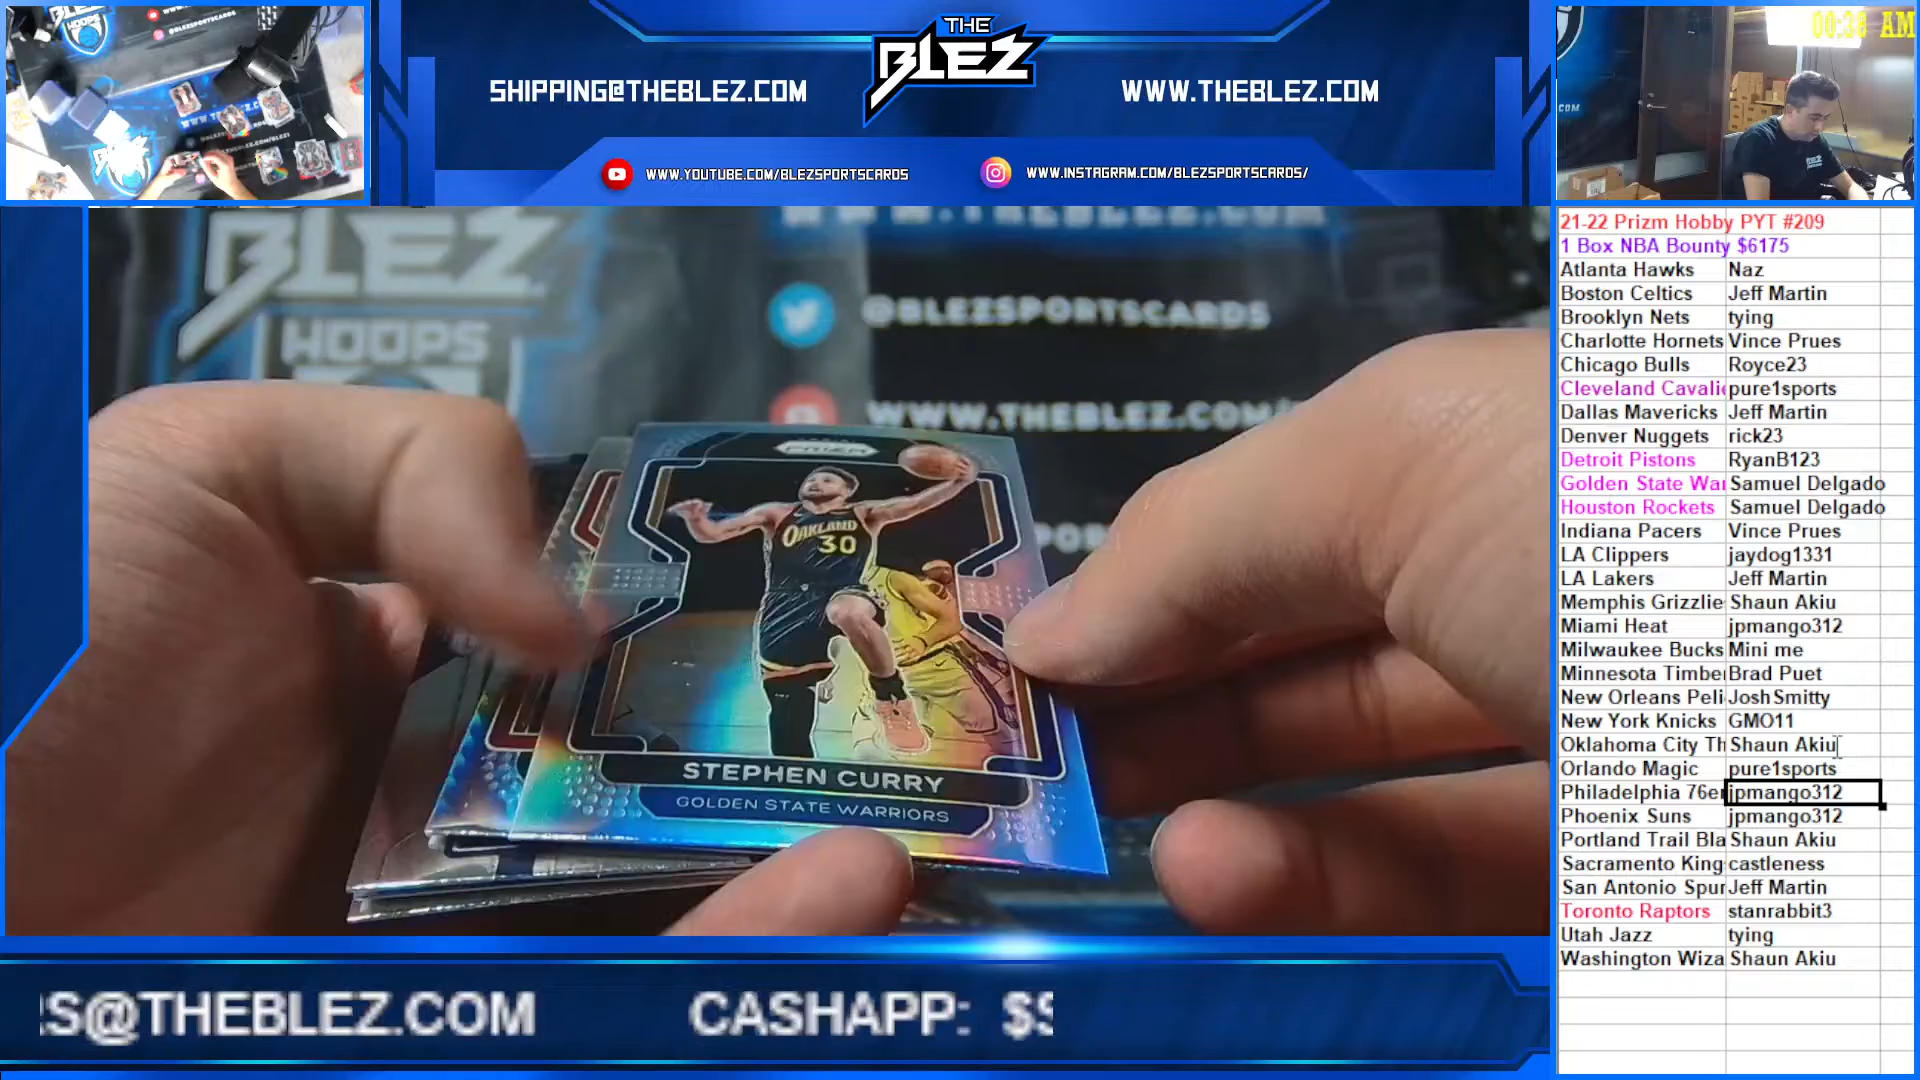 THE
BLEZ
SHIPPING@THEBLEZ.COM
WWW.THEBLEZ.COM
WWW.YOUTUBE.COM/BLEZSPORTSCARDS
WWW.INSTAGRAM.COM/BLEZSPORTSCARDS/
00:38 AM
BLEZ
HOOPS
@BLEZSPORTSCARDS
WWW.THEBLEZ.COM
PRIZM
OAKLAND
30
STEPHEN CURRY
GOLDEN STATE WARRIORS
21-22 Prizm Hobby PYT #209
1 Box NBA Bounty $6175
Atlanta Hawks Naz
Boston Celtics Jeff Martin
Brooklyn Nets tying
Charlotte Hornets Vince Prues
Chicago Bulls Royce23
Cleveland Cavalie pure1sports
Dallas Mavericks Jeff Martin
Denver Nuggets rick23
Detroit Pistons RyanB123
Golden State War Samuel Delgado
Houston Rockets Samuel Delgado
Indiana Pacers Vince Prues
LA Clippers jaydog1331
LA Lakers Jeff Martin
Memphis Grizzlie Shaun Akiu
Miami Heat jpmango312
Milwaukee Bucks Mini me
Minnesota Timbe Brad Puet
New Orleans Peli JoshSmitty
New York Knicks GMO11
Oklahoma City Th Shaun Akiu
Orlando Magic pure1sports
Philadelphia 76e jpmango312
Phoenix Suns jpmango312
Portland Trail Bla Shaun Akiu
Sacramento King castleness
San Antonio Spur Jeff Martin
Toronto Raptors stanrabbit3
Utah Jazz tying
Washington Wiza Shaun Akiu
S@THEBLEZ.COM CASHAPP: $S